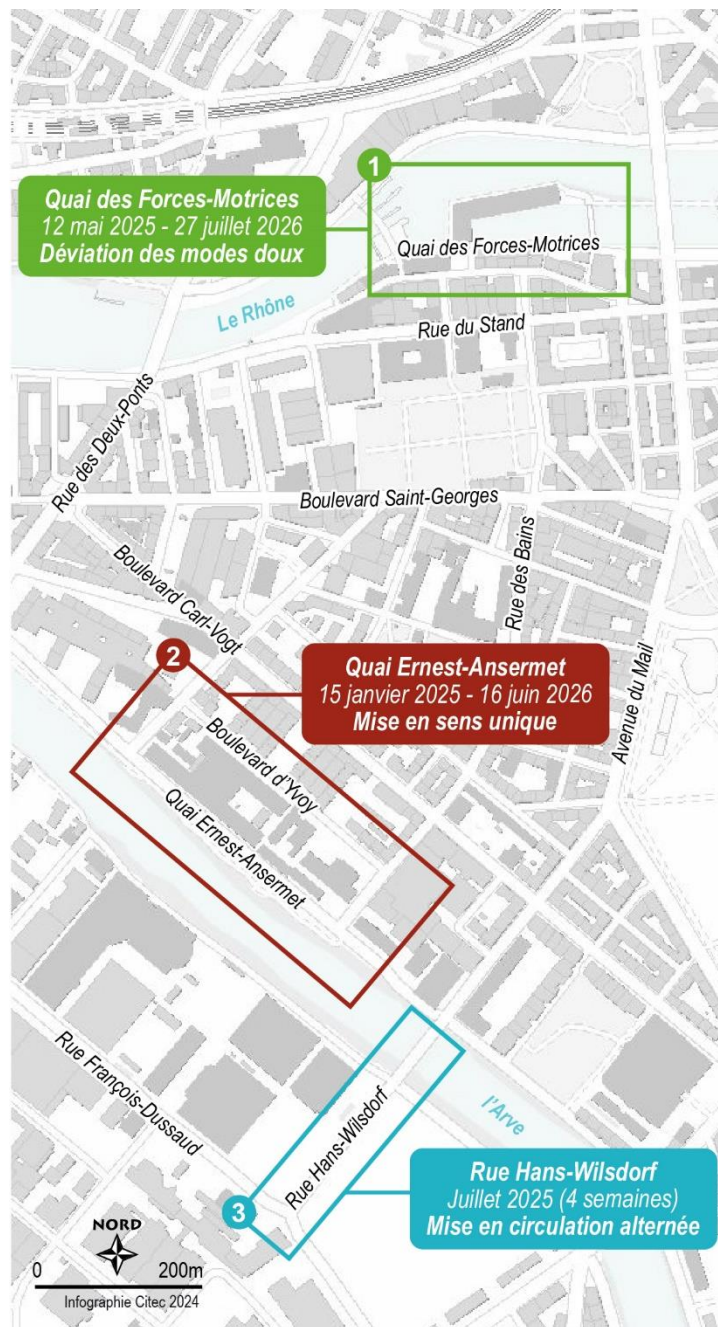 1
Quai des Forces-Motrices
12 mai 2025 - 27 juillet 2026
Déviation des modes doux
Quai des Forces-Motrices
Le Rhône
Rue du Stand
Rue des Deux-Ponts
Boulevard Saint-Georges
Rue des Bains
Boulevard Carl-Vogt
2
Quai Ernest-Ansermet
15 janvier 2025 - 16 juin 2026
Mise en sens unique
Avenue du Mail
Boulevard d'Yvoy
Quai Ernest-Ansermet
Rue François-Dussaud
l'Arve
Rue Hans-Wilsdorf
3
Rue Hans-Wilsdorf
Juillet 2025 (4 semaines)
Mise en circulation alternée
NORD
0 200m
Infographie Citec 2024